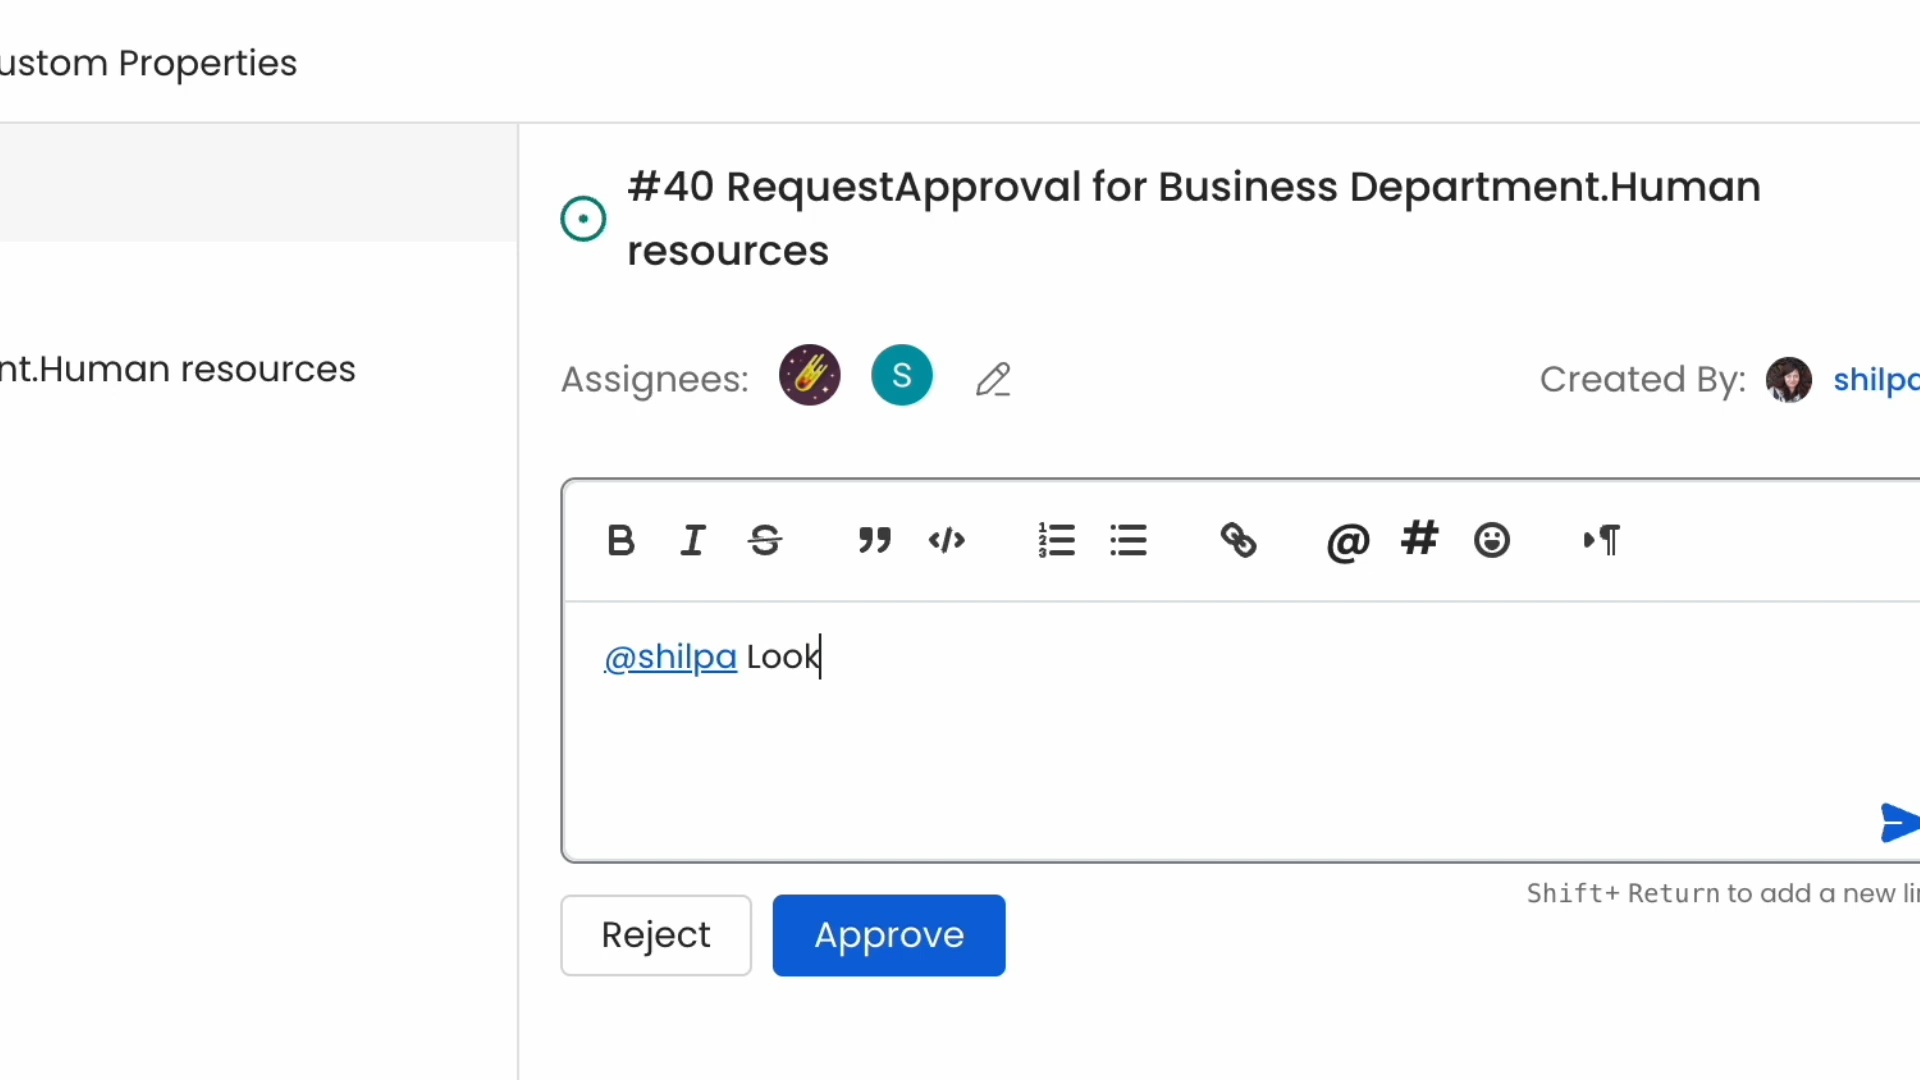 ustom Properties
#40 RequestApproval for Business Department.Human
resources
nt.Human resources
Assignees: S
Created By: shilpa
@shilpa Look
Shift+ Return to add a new li
Reject
Approve